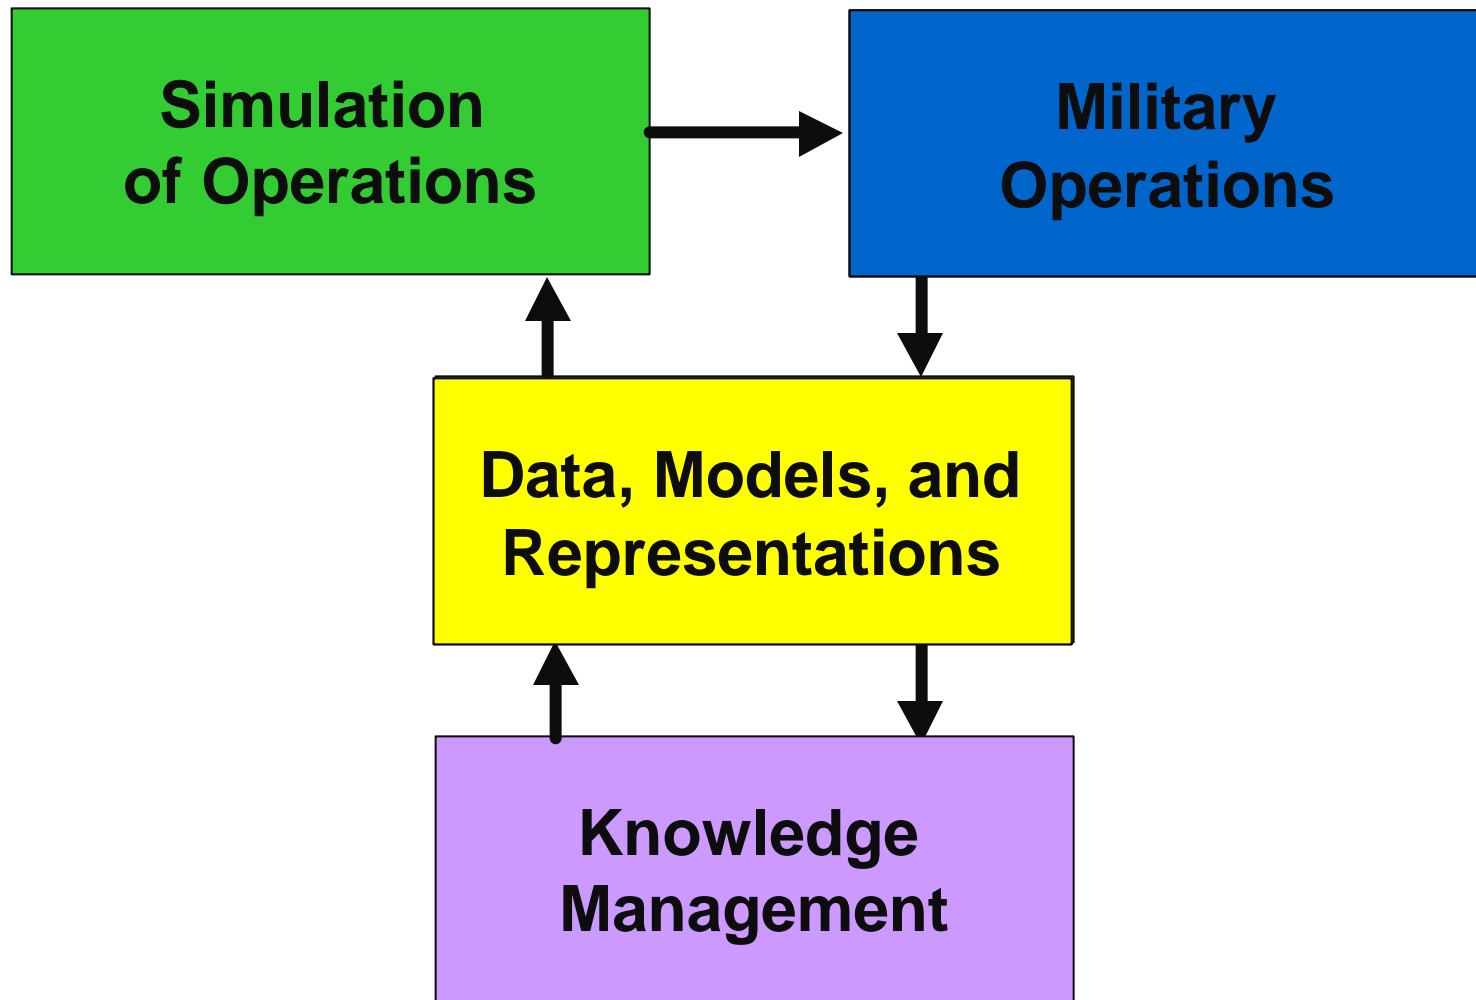 Simulation
of Operations
Military
Operations
Data, Models, and
Representations
Knowledge
Management